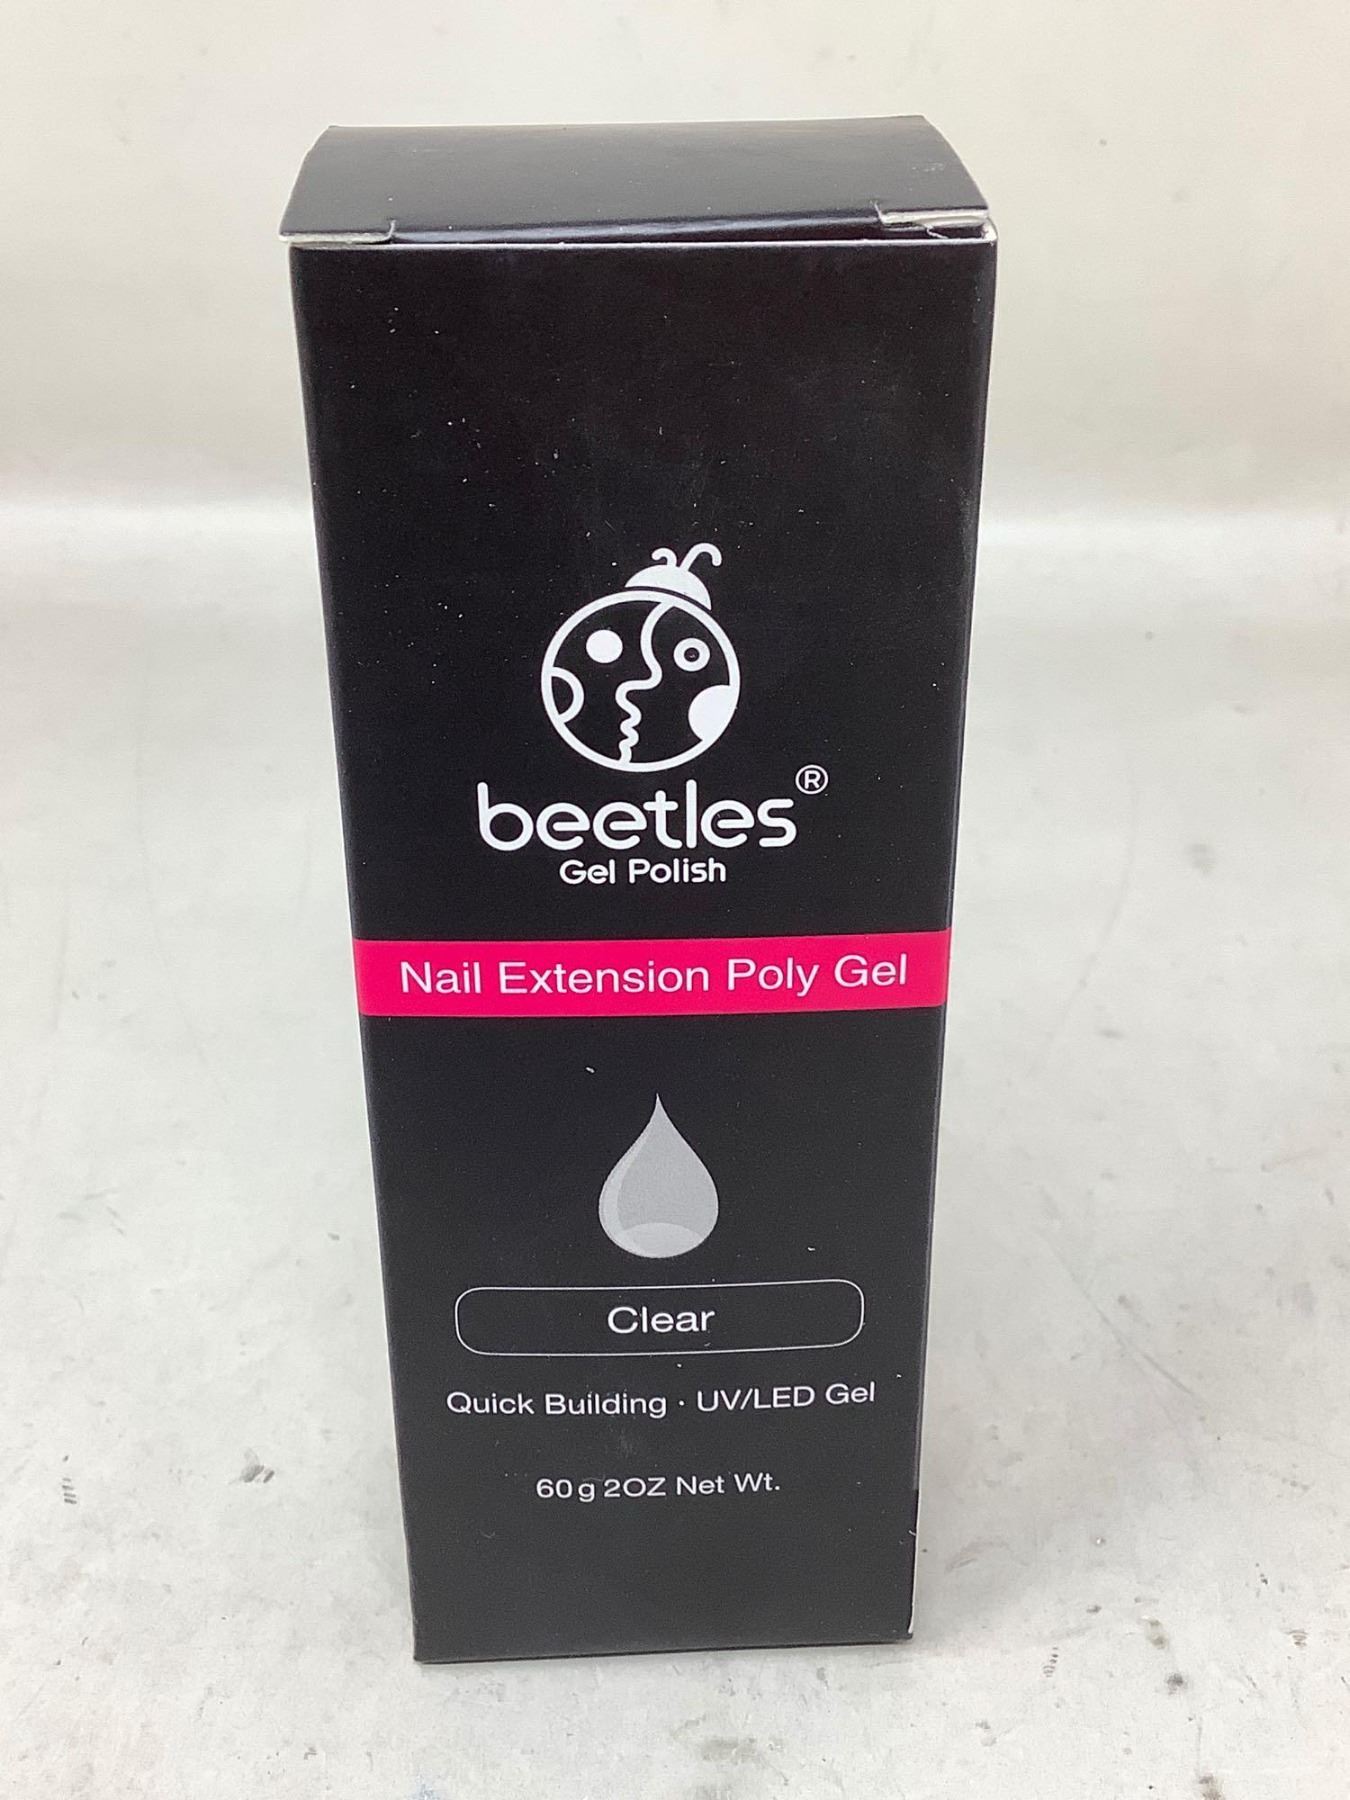 beetles®
Gel Polish
Nail Extension Poly Gel
Clear
Quick Building · UV/LED Gel
60g 2OZ Net Wt.